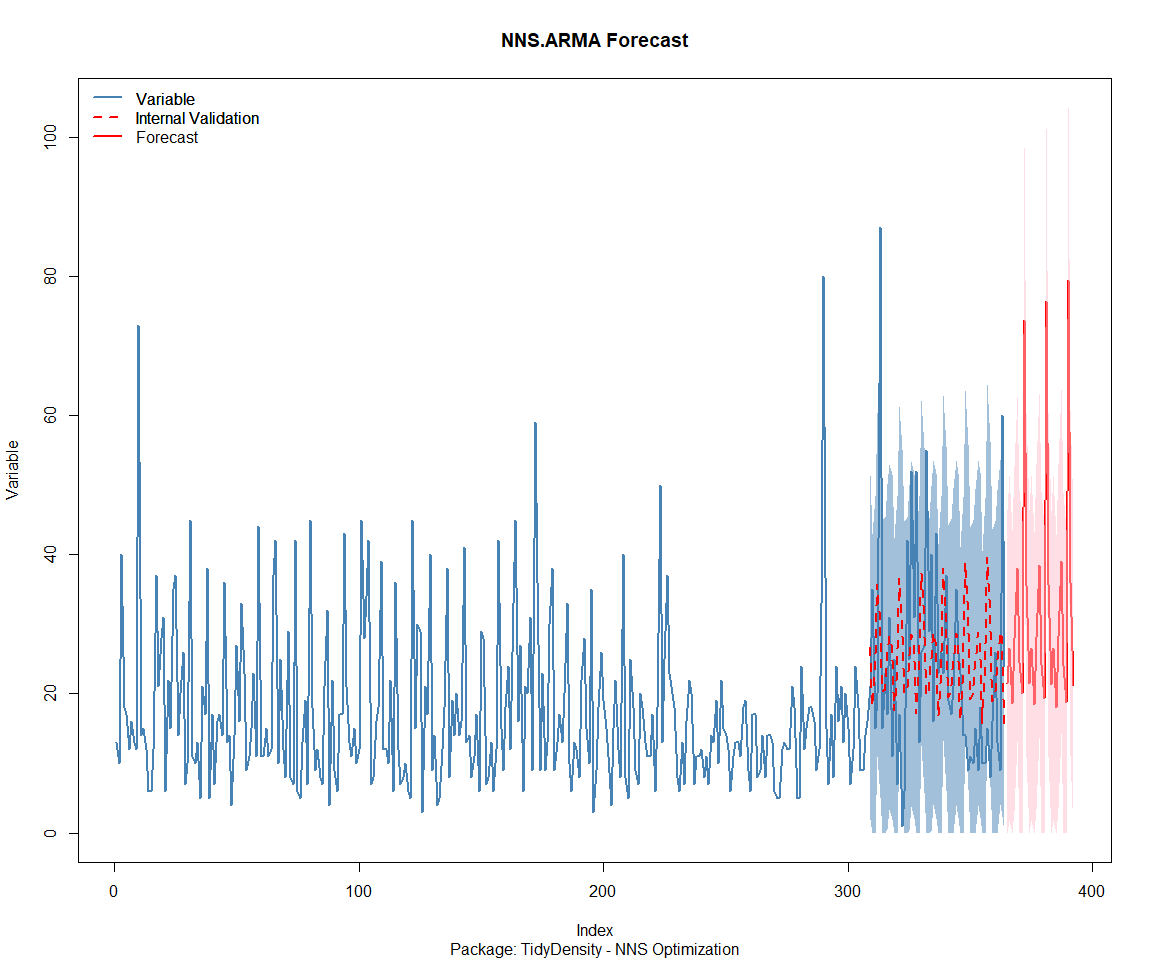 NNS.ARMA Forecast
Variable
Internal Validation
Forecast
Variable
100
80
60
40
20
0
0 100 200 300 400
Index
Package: TidyDensity - NNS Optimization